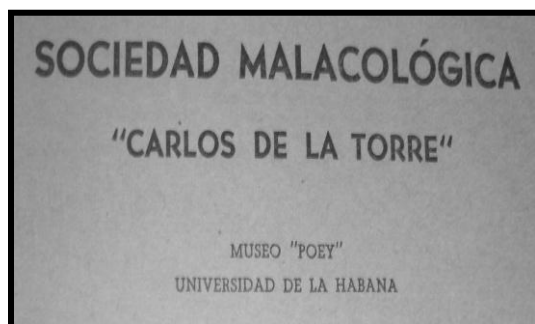 SOCIEDAD MALACOLÓGICA
"CARLOS DE LA TORRE"
MUSEO "POEY"
UNIVERSIDAD DE LA HABANA